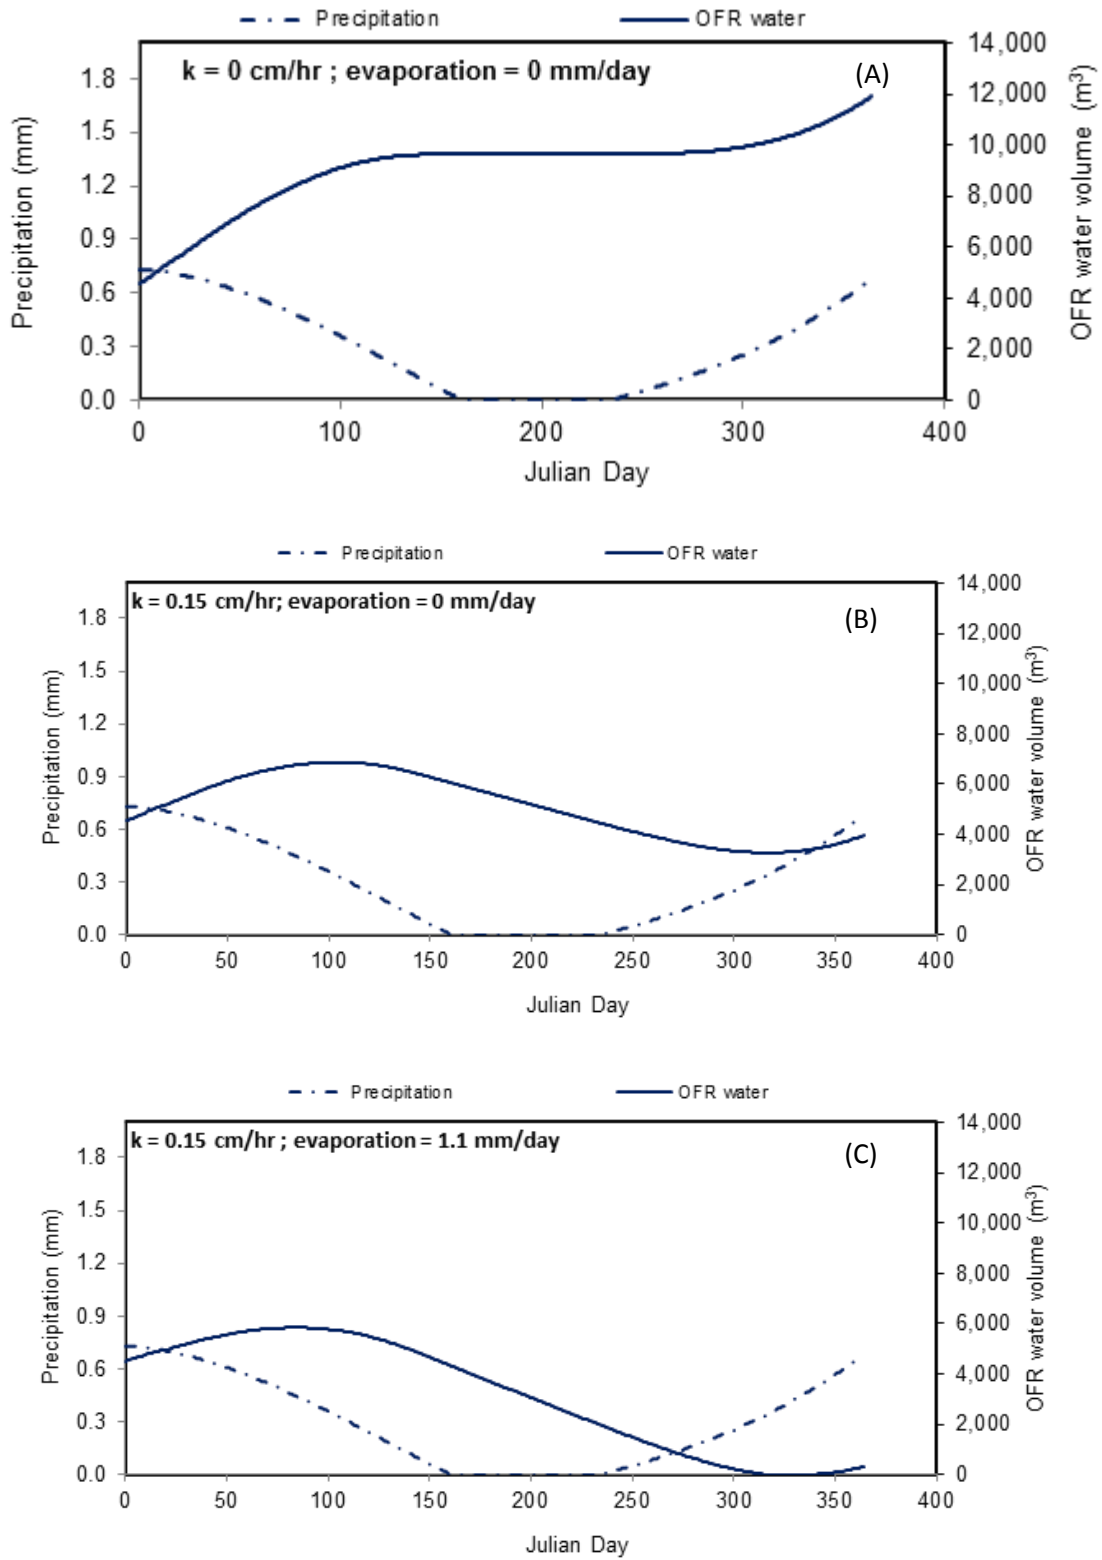 Precipitation OFR water
k = 0 cm/hr ; evaporation = 0 mm/day (A)
Precipitation (mm)
1.8
1.5
1.2
0.9
0.6
0.3
0.0
14,000
12,000
10,000
8,000
6,000
4,000
2,000
0
OFR water volume (m³)
0 100 200 300 400
Julian Day
Precipitation OFR water
k = 0.15 cm/hr; evaporation = 0 mm/day (B)
Precipitation (mm)
1.8
1.5
1.2
0.9
0.6
0.3
0.0
14,000
12,000
10,000
8,000
6,000
4,000
2,000
0
OFR water volume (m³)
0 50 100 150 200 250 300 350 400
Julian Day
Precipitation OFR water
k = 0.15 cm/hr ; evaporation = 1.1 mm/day (C)
Precipitation (mm)
1.8
1.5
1.2
0.9
0.6
0.3
0.0
14,000
12,000
10,000
8,000
6,000
4,000
2,000
0
OFR water volume (m³)
0 50 100 150 200 250 300 350 400
Julian Day